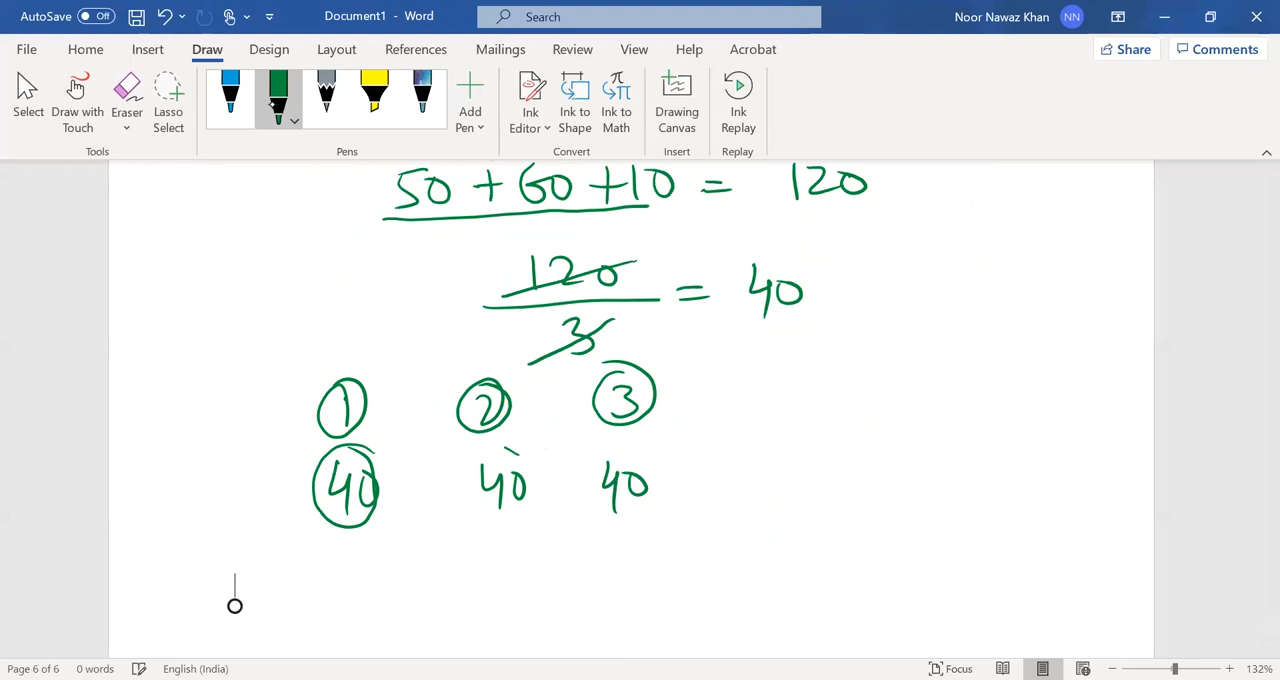 AutoSave Off Document1 - Word Search Noor Nawaz Khan NN
File Home Insert Draw Design Layout References Mailings Review View Help Acrobat Share Comments
Select Draw with Touch Eraser Lasso Select Add Pen Ink Editor Ink to Shape Ink to Math Drawing Canvas Ink Replay
Tools Pens Convert Insert Replay
50 + 60 + 10 = 120
120
= 40
3
1 2 3
40 40 40
Page 6 of 6 0 words English (India) Focus 132%